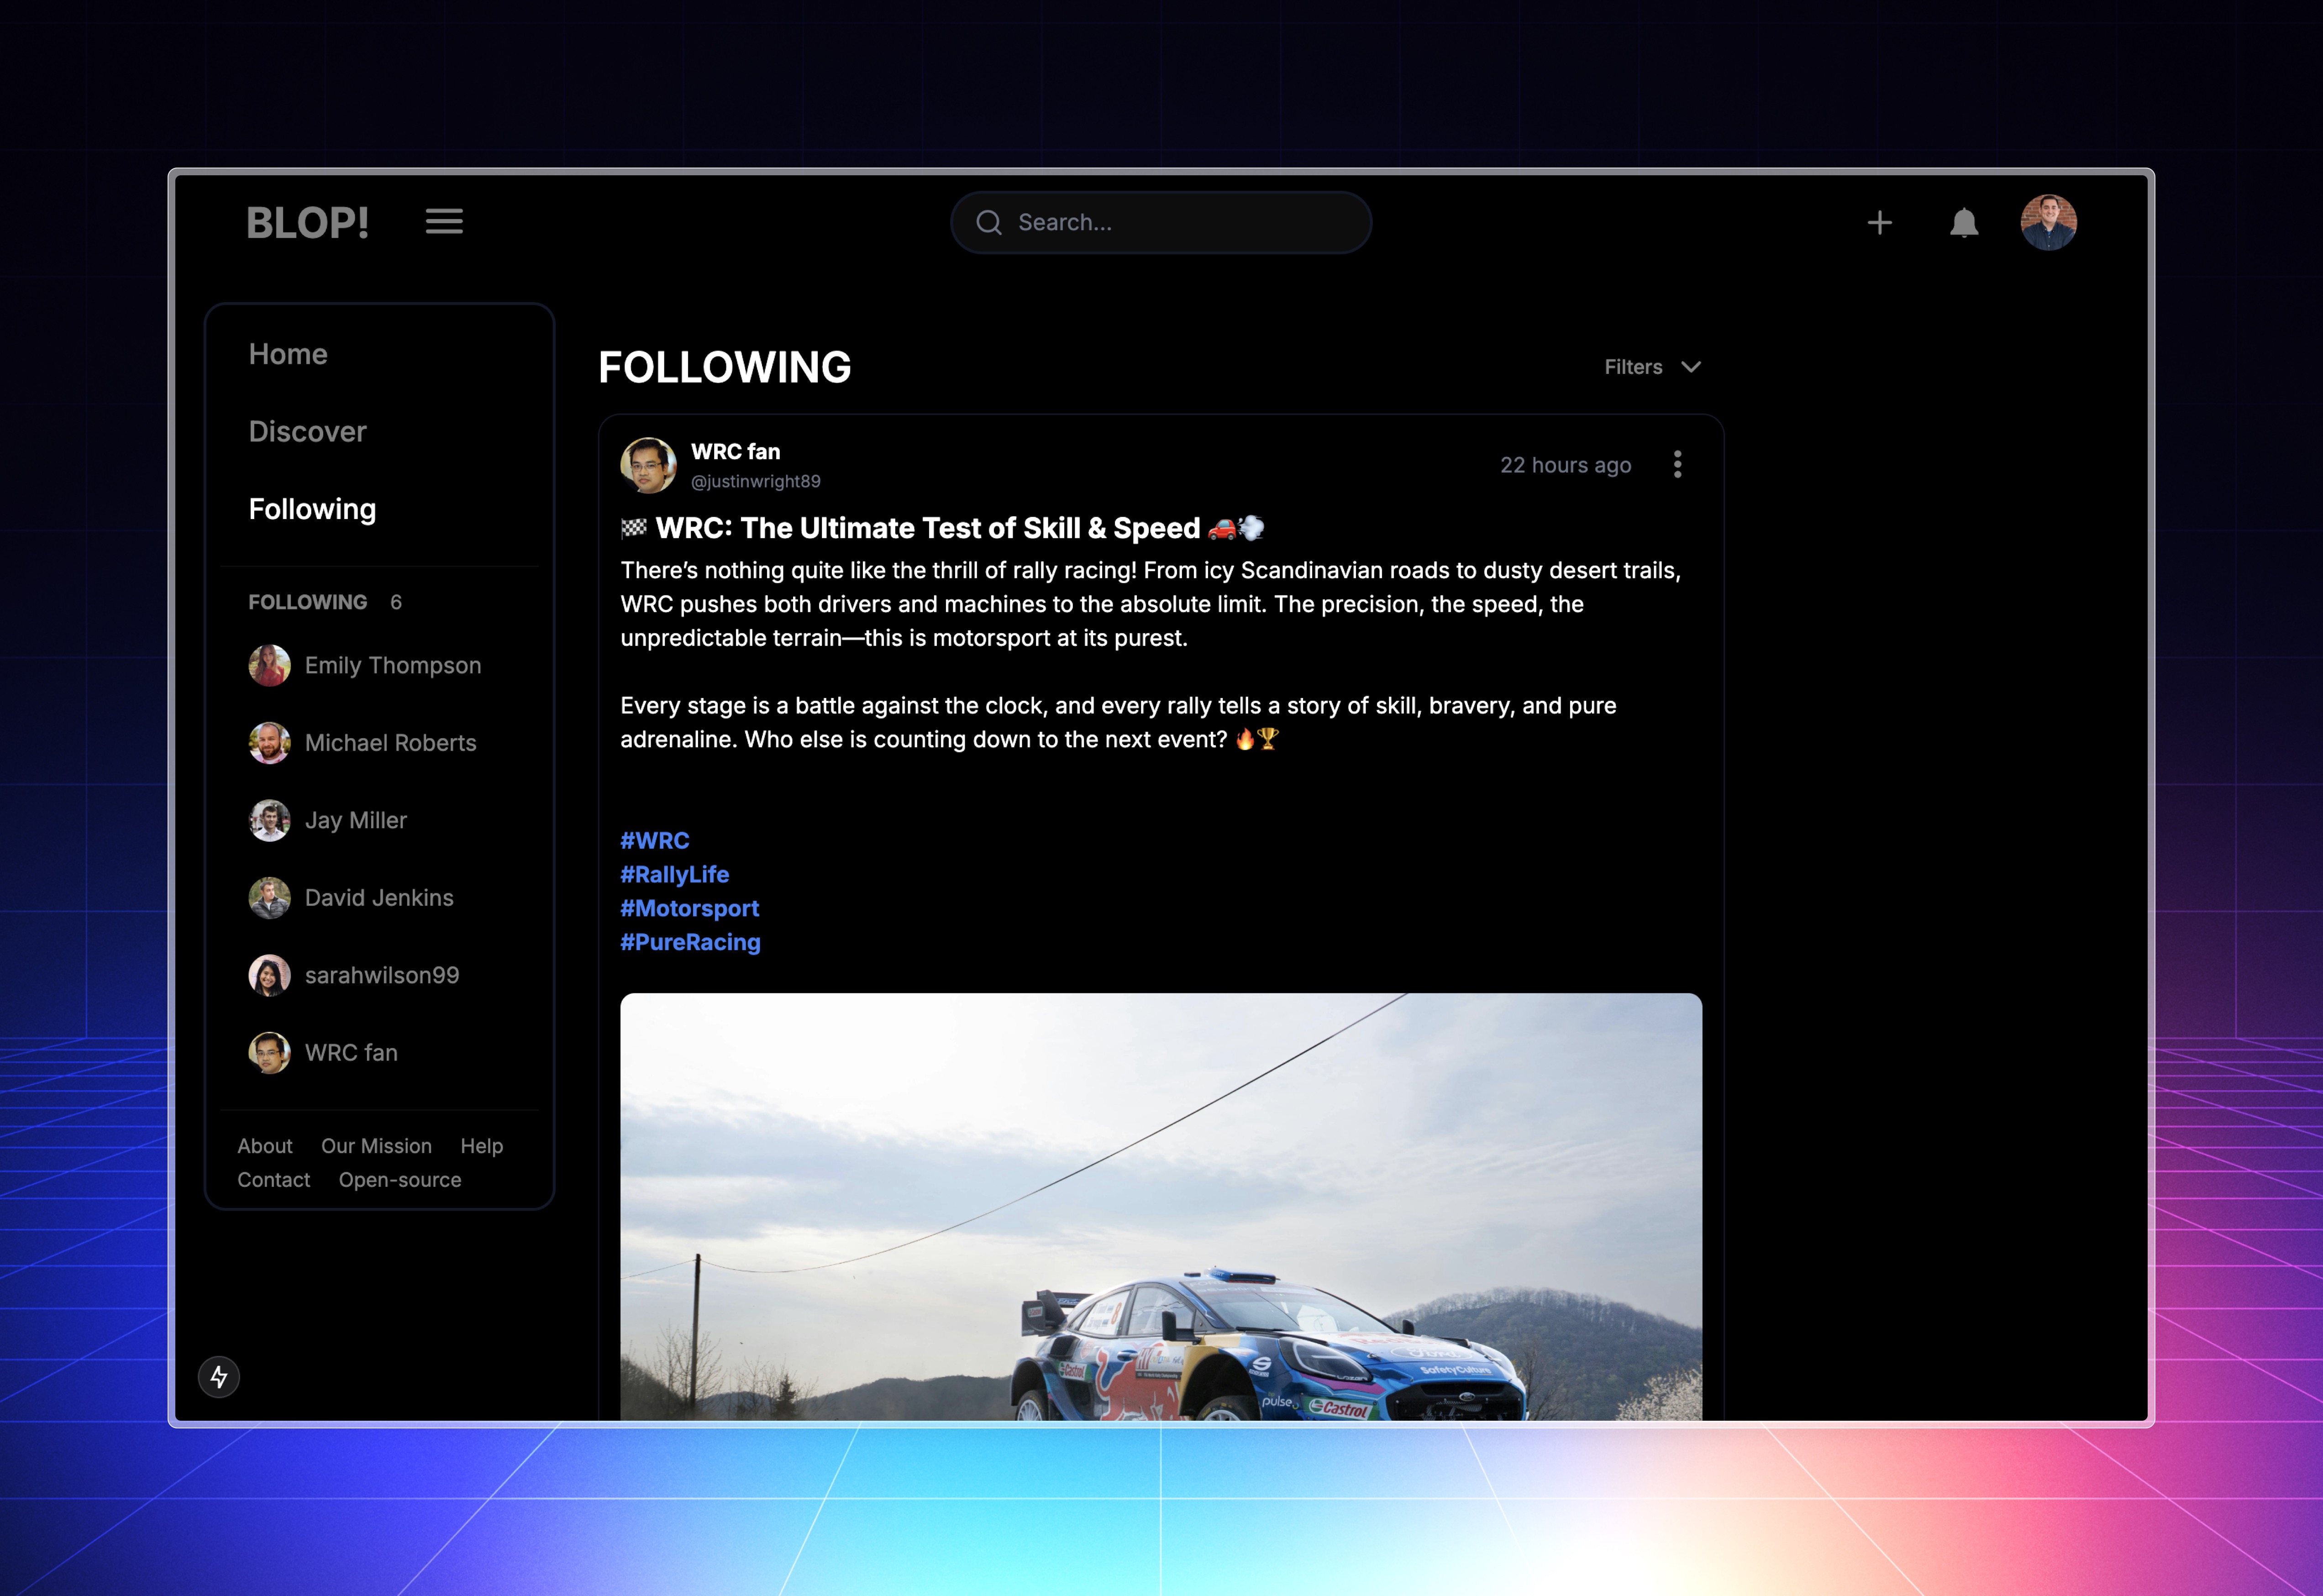 BLOP!
Search...
Home
Discover
Following
FOLLOWING 6
Emily Thompson
Michael Roberts
Jay Miller
David Jenkins
sarahwilson99
WRC fan
About Our Mission Help
Contact Open-source
FOLLOWING
Filters
WRC fan
@justinwright89
22 hours ago
🏁 WRC: The Ultimate Test of Skill & Speed 🚗💨
There’s nothing quite like the thrill of rally racing! From icy Scandinavian roads to dusty desert trails,
WRC pushes both drivers and machines to the absolute limit. The precision, the speed, the
unpredictable terrain—this is motorsport at its purest.
Every stage is a battle against the clock, and every rally tells a story of skill, bravery, and pure
adrenaline. Who else is counting down to the next event? 🔥🏆
#WRC
#RallyLife
#Motorsport
#PureRacing
Castrol
SafetyCulture
pulse
Castrol
Ford